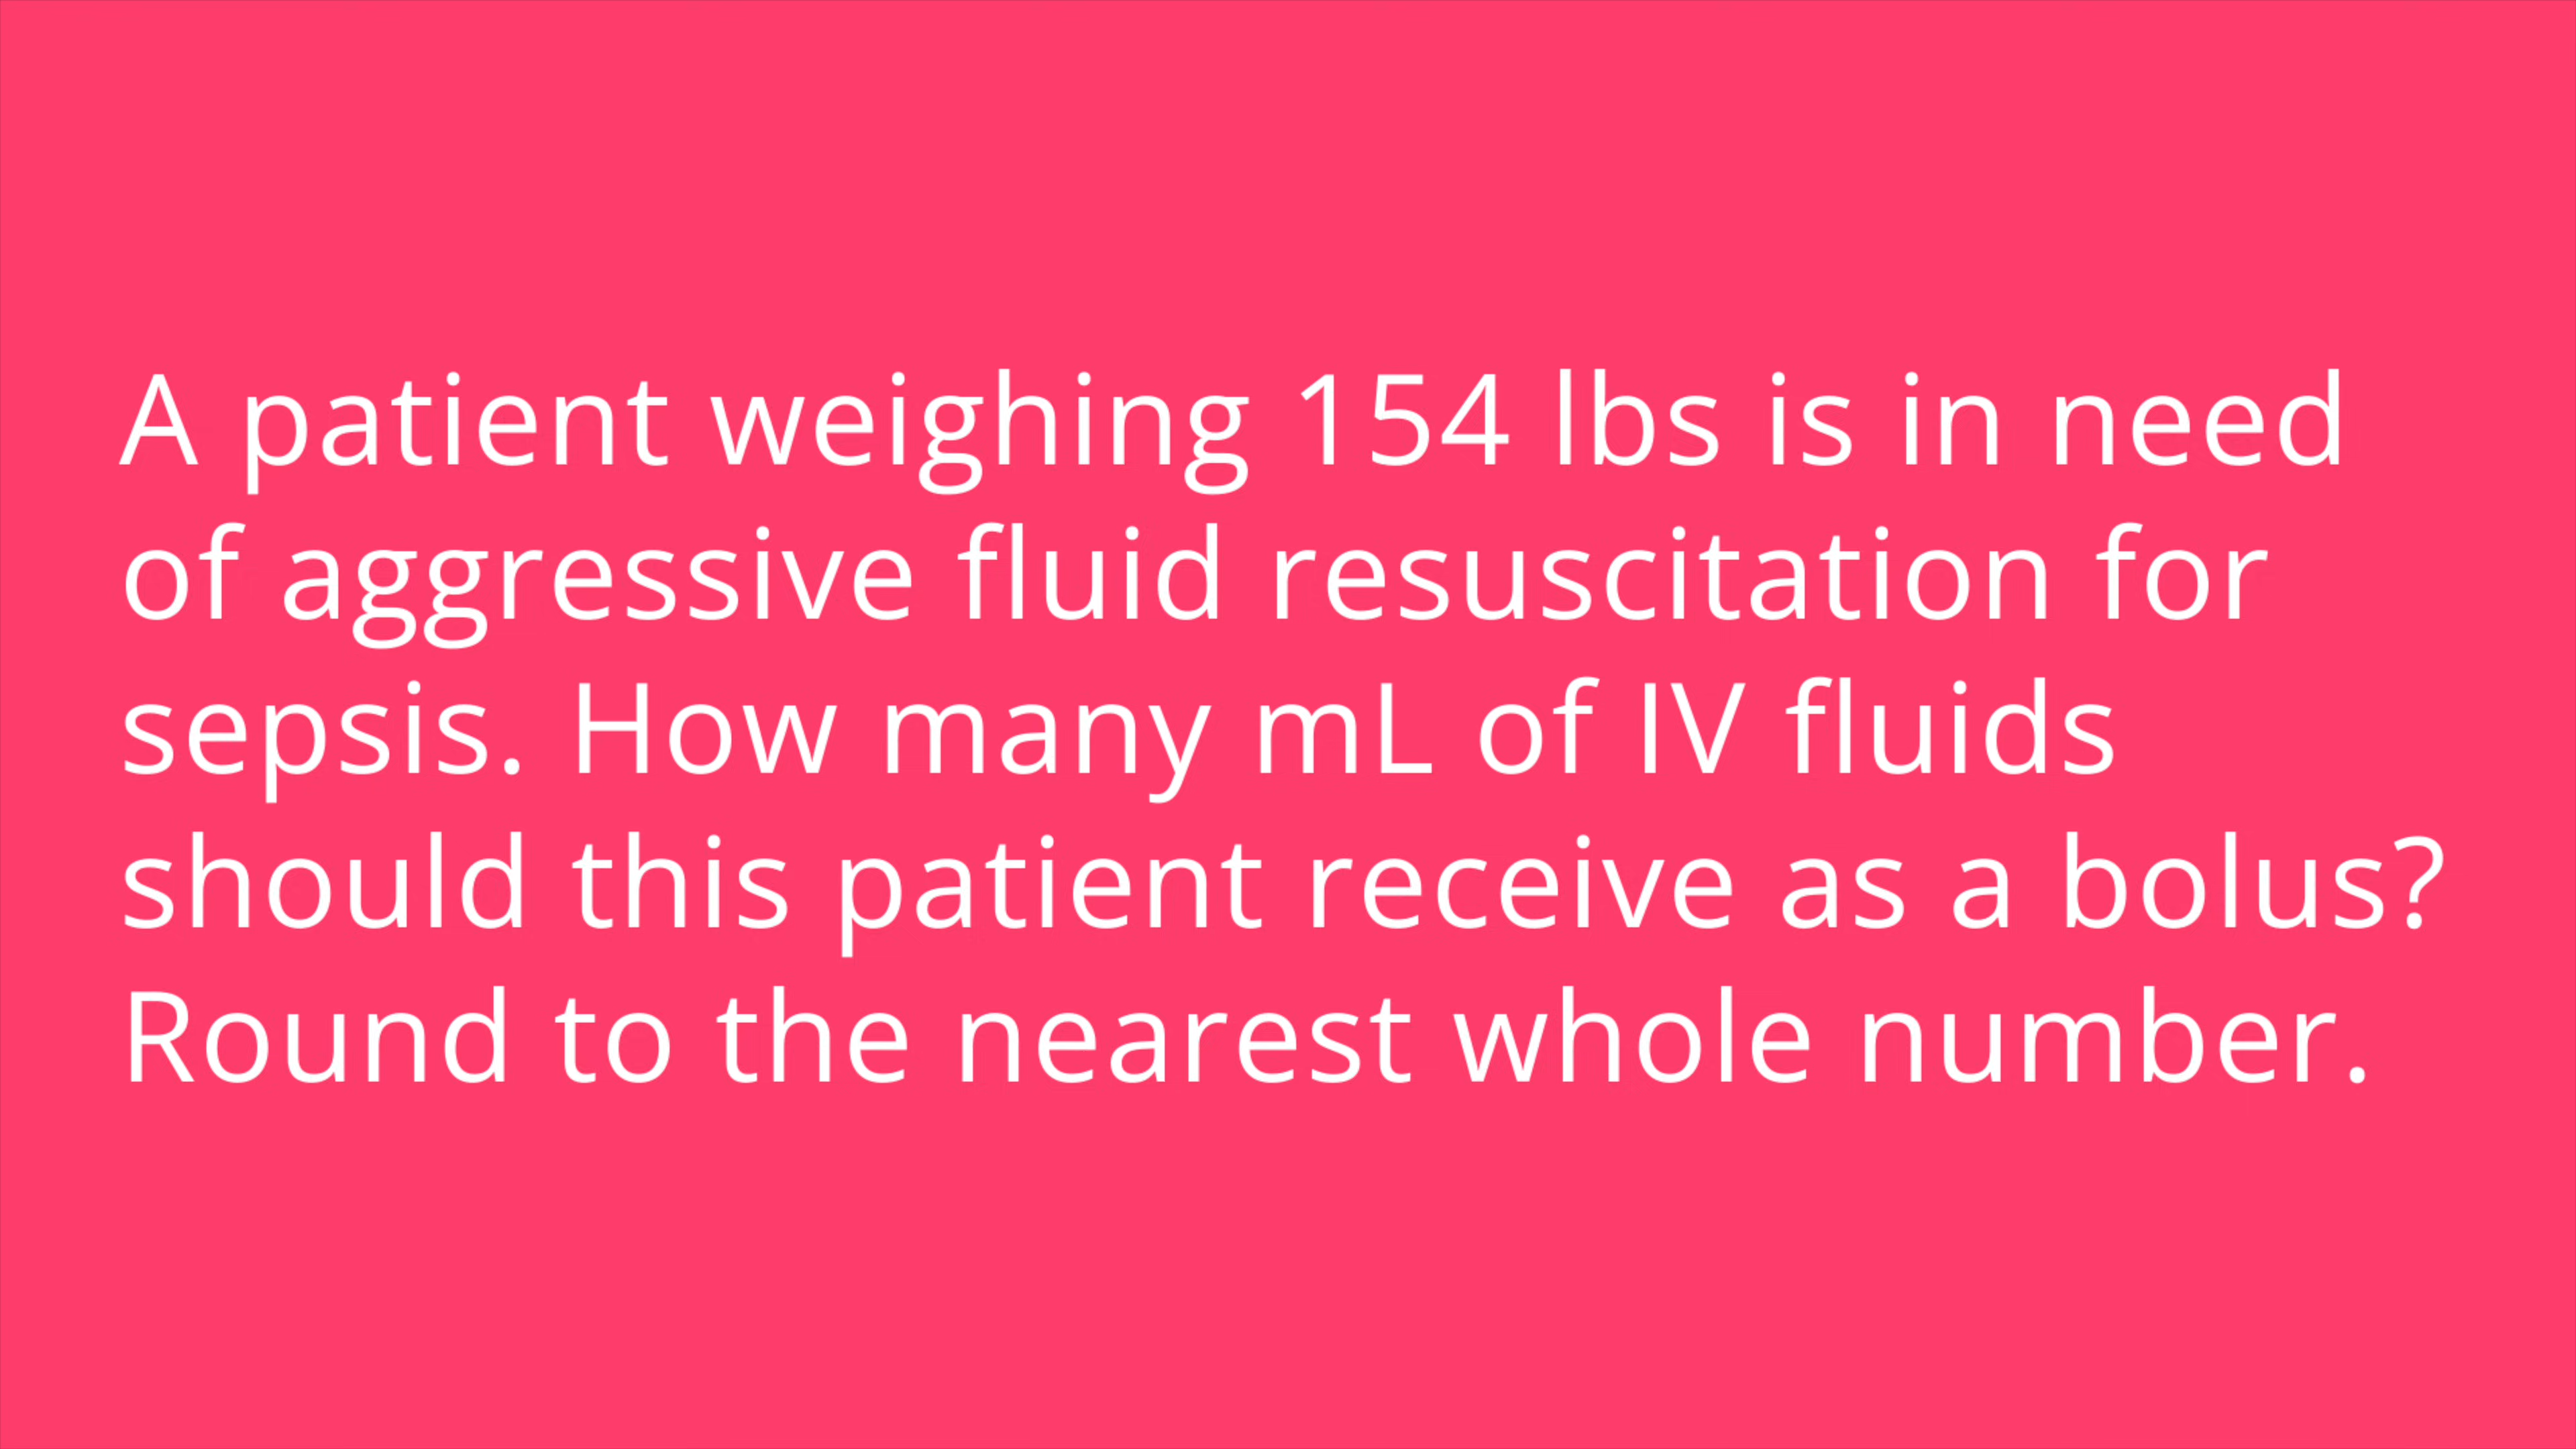 A patient weighing 154 lbs is in need
of aggressive fluid resuscitation for
sepsis. How many mL of IV fluids
should this patient receive as a bolus?
Round to the nearest whole number.